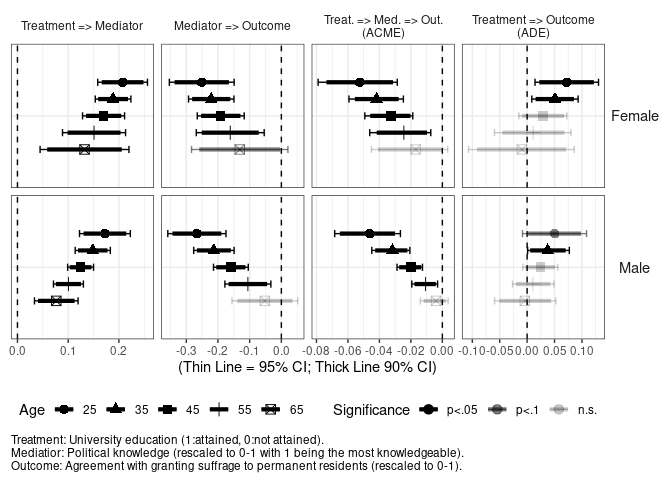 Treatment => Mediator
Mediator => Outcome
Treat. => Med. => Out.
(ACME)
Treatment => Outcome
(ADE)
Female
Male
0.0 0.1 0.2
-0.3 -0.2 -0.1 0.0
-0.08 -0.06 -0.04 -0.02 0.00
-0.10 -0.05 0.00 0.05 0.10
(Thin Line = 95% CI; Thick Line 90% CI)
Age 25 35 45 55 65 Significance p<.05 p<.1 n.s.
Treatment: University education (1:attained, 0:not attained).
Mediatior: Political knowledge (rescaled to 0-1 with 1 being the most knowledgeable).
Outcome: Agreement with granting suffrage to permanent residents (rescaled to 0-1).